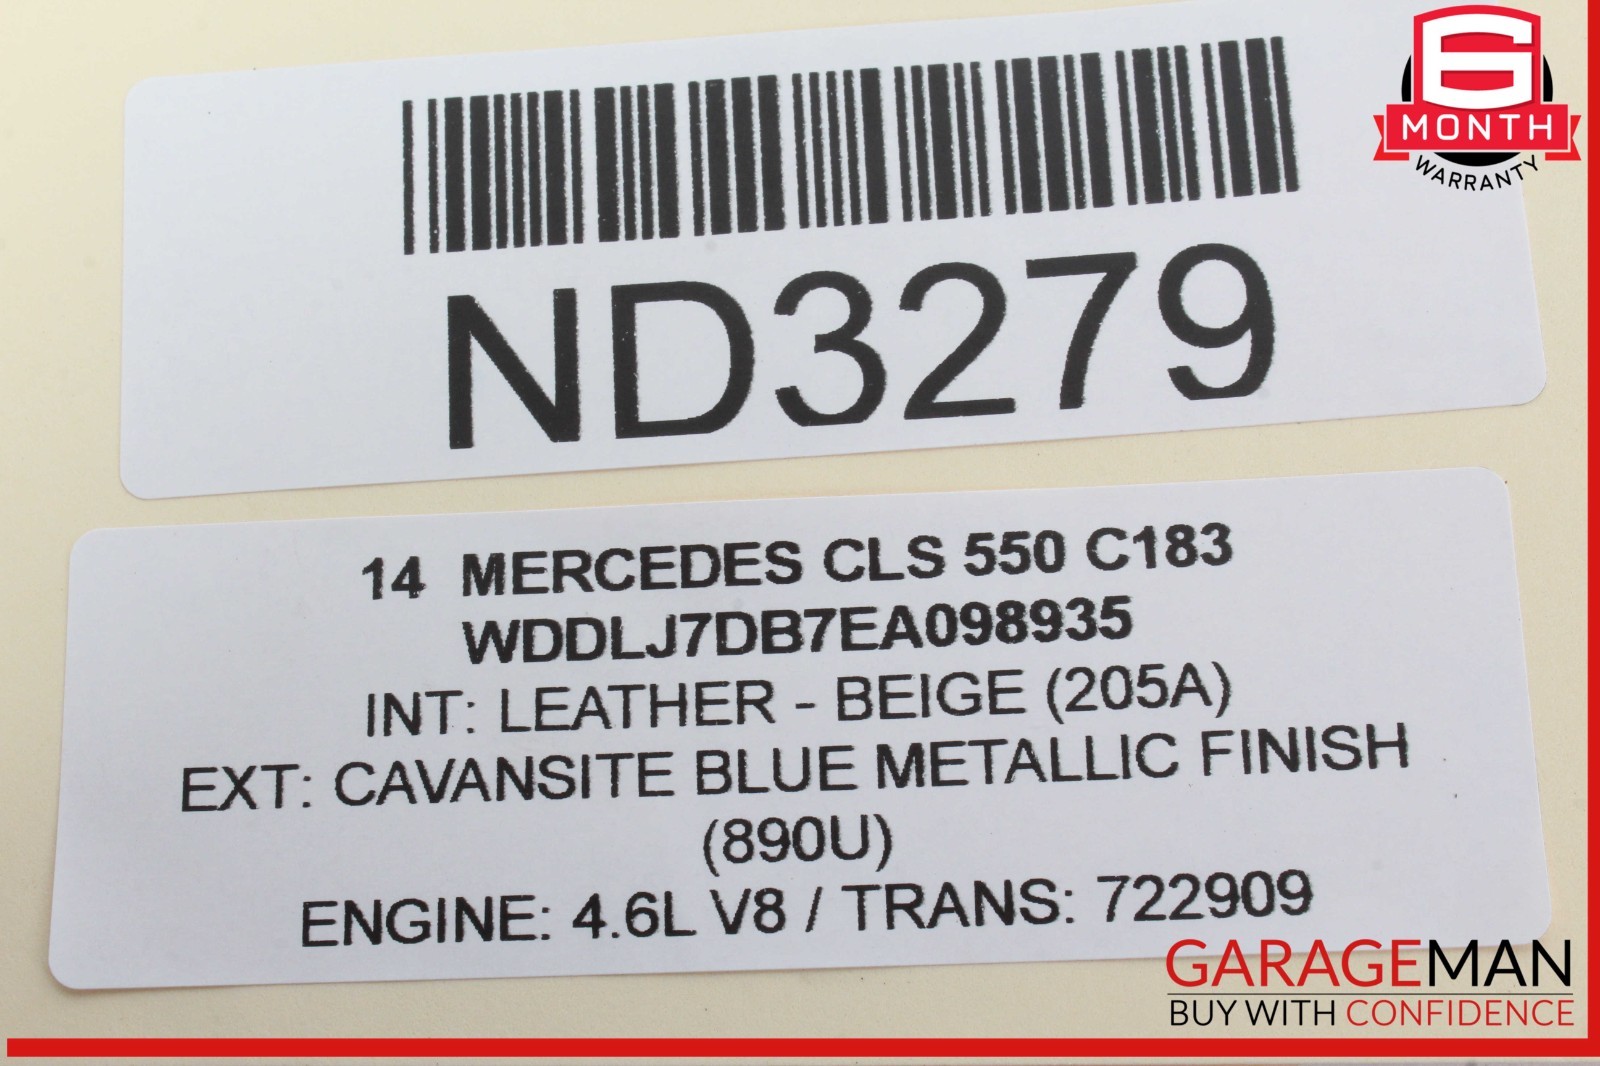 6
MONTH
WARRANTY
ND3279
14 MERCEDES CLS 550 C183
WDDLJ7DB7EA098935
INT: LEATHER - BEIGE (205A)
EXT: CAVANSITE BLUE METALLIC FINISH
(890U)
ENGINE: 4.6L V8 / TRANS: 722909
GARAGEMAN
BUY WITH CONFIDENCE